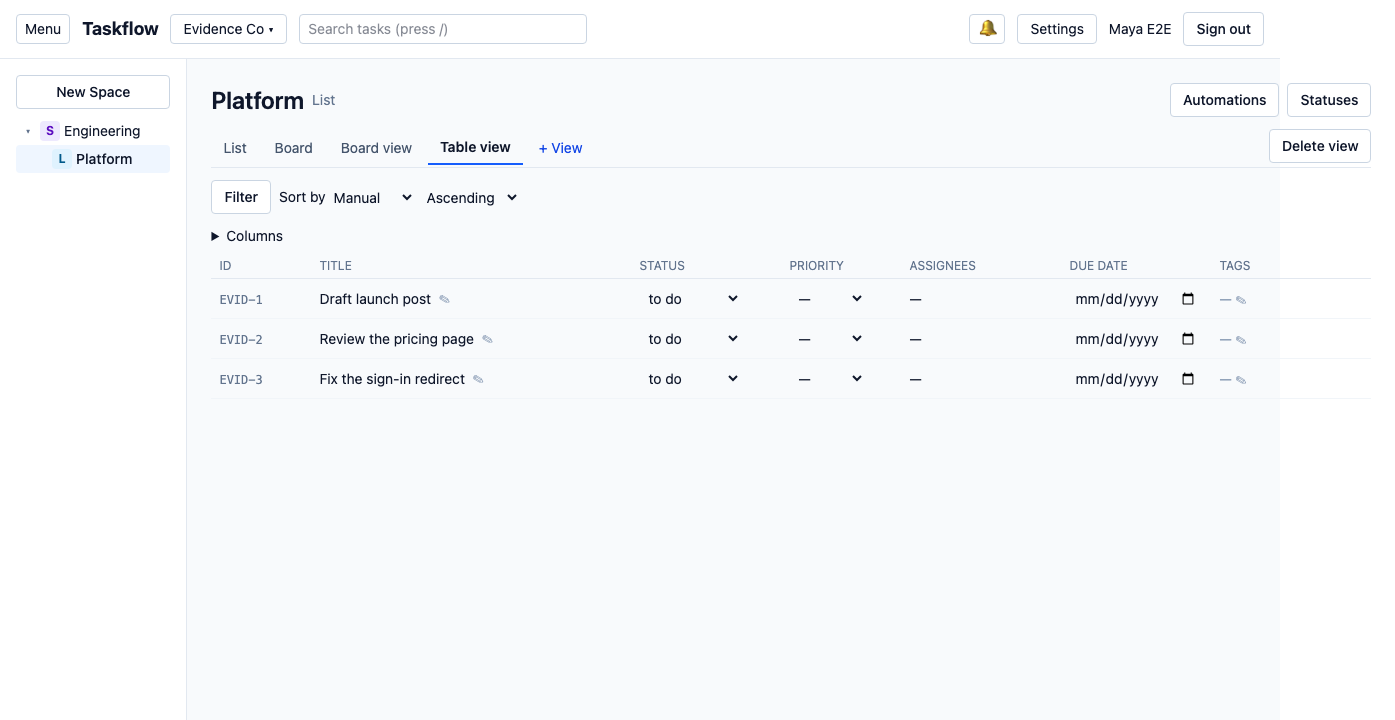 Menu Taskflow Evidence Co ▾ Search tasks (press /) 🔔 Settings Maya E2E Sign out
New Space
▾ S Engineering
L Platform
Platform List Automations Statuses
List Board Board view Table view + View Delete view
Filter Sort by Manual Ascending
▶ Columns
ID TITLE STATUS PRIORITY ASSIGNEES DUE DATE TAGS
EVID-1 Draft launch post ✎ to do — — mm/dd/yyyy — ✎
EVID-2 Review the pricing page ✎ to do — — mm/dd/yyyy — ✎
EVID-3 Fix the sign-in redirect ✎ to do — — mm/dd/yyyy — ✎